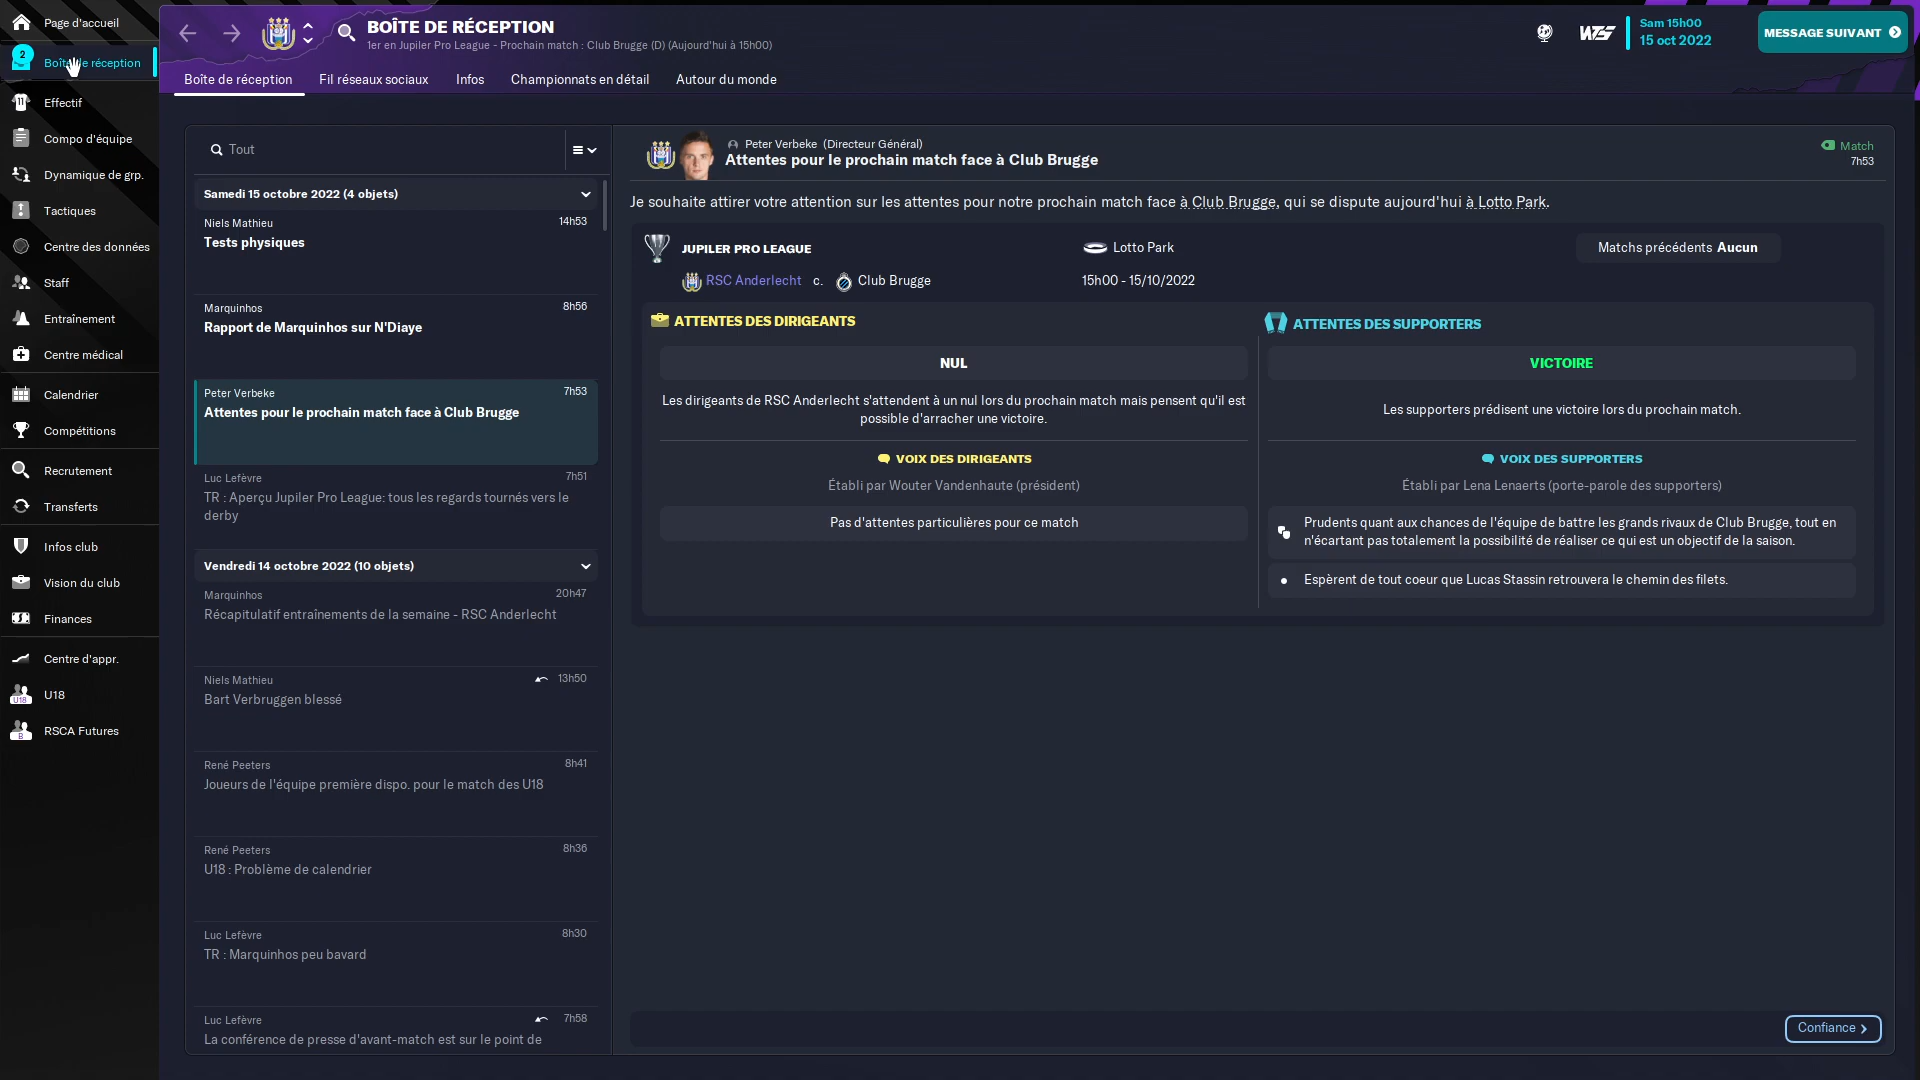 Page d'accueil
2
Boîte de réception
Effectif
Compo d'équipe
Dynamique de grp.
Tactiques
Centre des données
Staff
Entraînement
Centre médical
Calendrier
Compétitions
Recrutement
Transferts
Infos club
Vision du club
Finances
Centre d'appr.
U18
U18
B
RSCA Futures
BOÎTE DE RÉCEPTION
1er en Jupiler Pro League - Prochain match : Club Brugge (D) (Aujourd'hui à 15h00)
Sam 15h00
15 oct 2022
MESSAGE SUIVANT
Boîte de réception
Fil réseaux sociaux
Infos
Championnats en détail
Autour du monde
Tout
Samedi 15 octobre 2022 (4 objets)
Niels Mathieu
14h53
Tests physiques
Marquinhos
8h56
Rapport de Marquinhos sur N'Diaye
Peter Verbeke
7h53
Attentes pour le prochain match face à Club Brugge
Luc Lefèvre
7h51
TR : Aperçu Jupiler Pro League: tous les regards tournés vers le
derby
Vendredi 14 octobre 2022 (10 objets)
Marquinhos
20h47
Récapitulatif entraînements de la semaine - RSC Anderlecht
Niels Mathieu
13h50
Bart Verbruggen blessé
René Peeters
8h41
Joueurs de l'équipe première dispo. pour le match des U18
René Peeters
8h36
U18 : Problème de calendrier
Luc Lefèvre
8h30
TR : Marquinhos peu bavard
Luc Lefèvre
7h58
La conférence de presse d'avant-match est sur le point de
Peter Verbeke (Directeur Général)
Attentes pour le prochain match face à Club Brugge
Match
7h53
Je souhaite attirer votre attention sur les attentes pour notre prochain match face à Club Brugge, qui se dispute aujourd'hui à Lotto Park.
JUPILER PRO LEAGUE
Lotto Park
Matchs précédents Aucun
RSC Anderlecht c. Club Brugge
15h00 - 15/10/2022
ATTENTES DES DIRIGEANTS
NUL
Les dirigeants de RSC Anderlecht s'attendent à un nul lors du prochain match mais pensent qu'il est
possible d'arracher une victoire.
VOIX DES DIRIGEANTS
Établi par Wouter Vandenhaute (président)
Pas d'attentes particulières pour ce match
ATTENTES DES SUPPORTERS
VICTOIRE
Les supporters prédisent une victoire lors du prochain match.
VOIX DES SUPPORTERS
Établi par Lena Lenaerts (porte-parole des supporters)
Prudents quant aux chances de l'équipe de battre les grands rivaux de Club Brugge, tout en
n'écartant pas totalement la possibilité de réaliser ce qui est un objectif de la saison.
Espèrent de tout coeur que Lucas Stassin retrouvera le chemin des filets.
Confiance